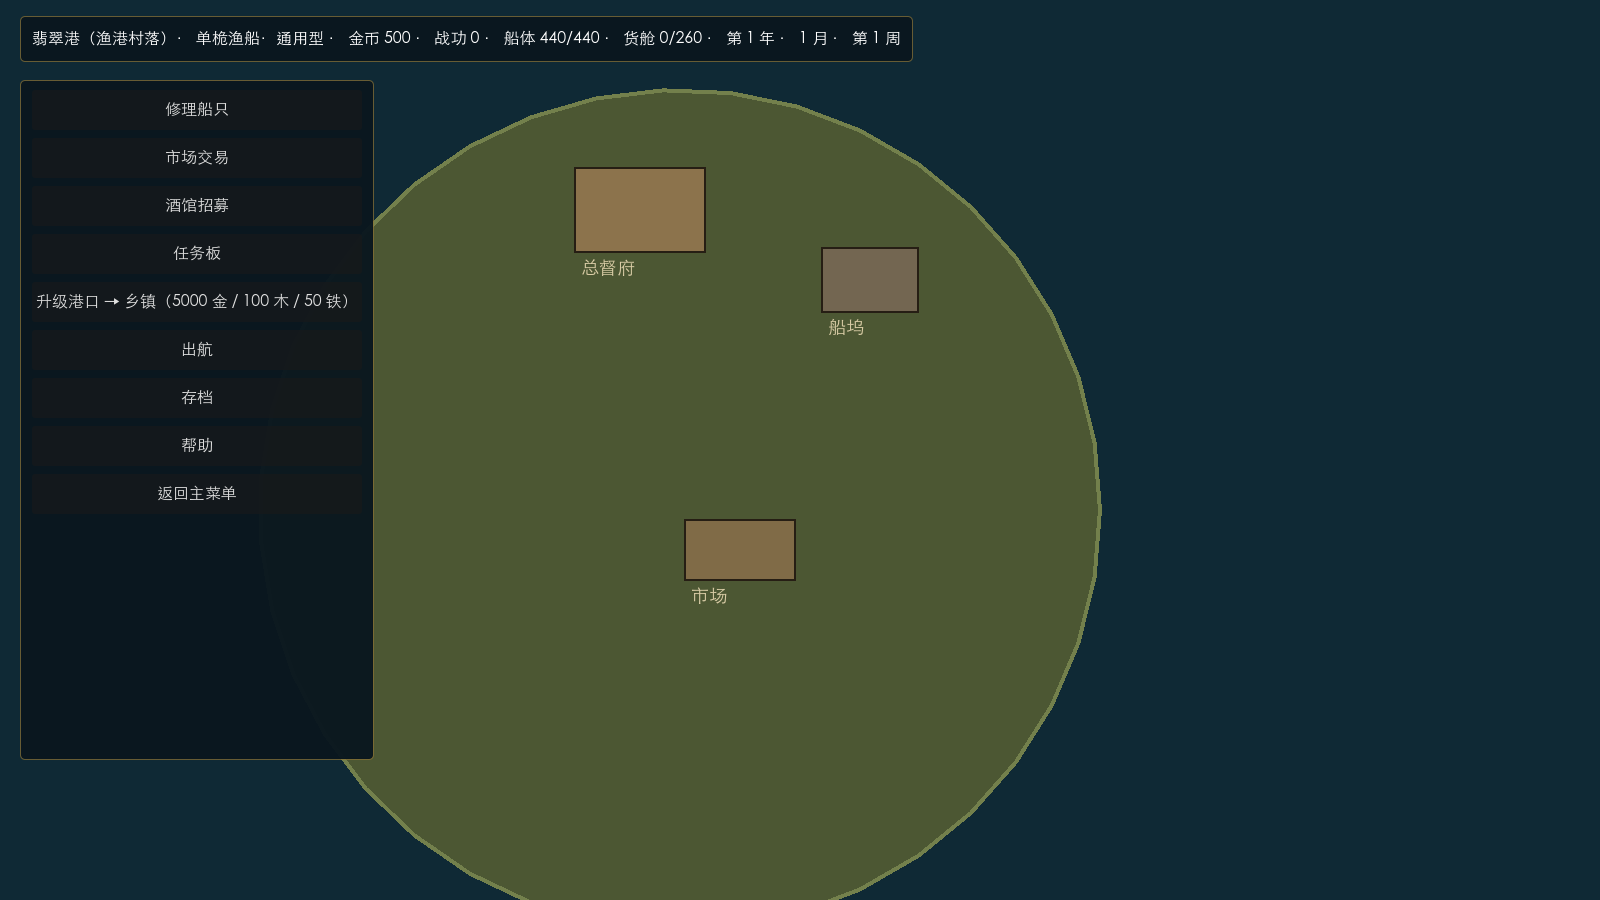 翡翠港（渔港村落）· 单桅渔船· 通用型 · 金币 500 · 战功 0 · 船体 440/440 · 货舱 0/260 · 第 1 年 · 1 月 · 第 1 周
修理船只
市场交易
酒馆招募
任务板
升级港口 → 乡镇（5000 金 / 100 木 / 50 铁）
出航
存档
帮助
返回主菜单
总督府
船坞
市场